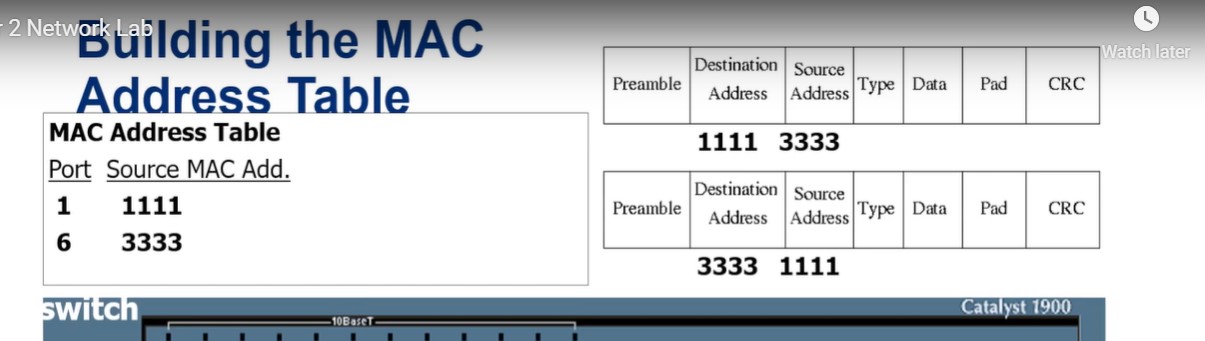 r 2 Network Lab
Watch later
Building the MAC
Address Table
MAC Address Table
Port Source MAC Add.
1 1111
6 3333
Preamble Destination Address Source Address Type Data Pad CRC
1111 3333
Preamble Destination Address Source Address Type Data Pad CRC
3333 1111
switch
Catalyst 1900
10BaseT